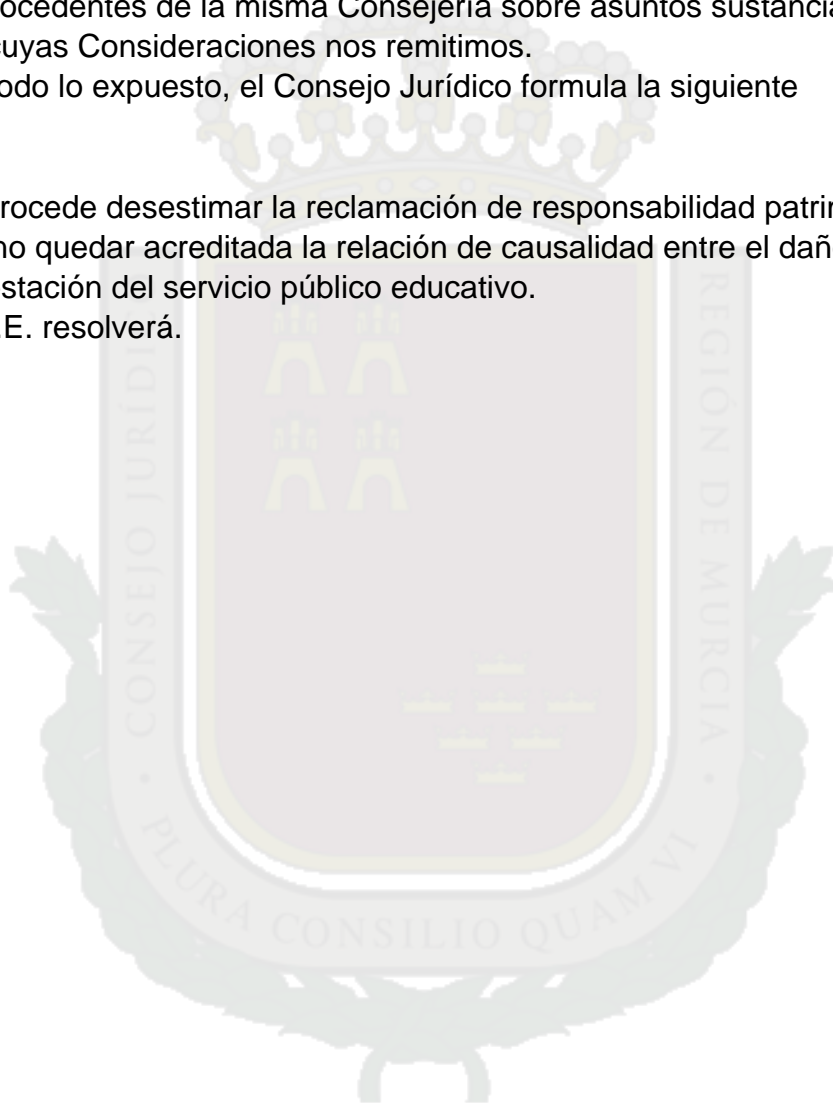 ocedentes de la misma Consejería sobre asuntos sustancia
cuyas Consideraciones nos remitimos.
odo lo expuesto, el Consejo Jurídico formula la siguiente
rocede desestimar la reclamación de responsabilidad patrir
no quedar acreditada la relación de causalidad entre el dañ
estación del servicio público educativo.
.E. resolverá.
CONSEJO JURÍDICO
REGIÓN DE MURCIA
PLURA CONSILIO QUAM VI